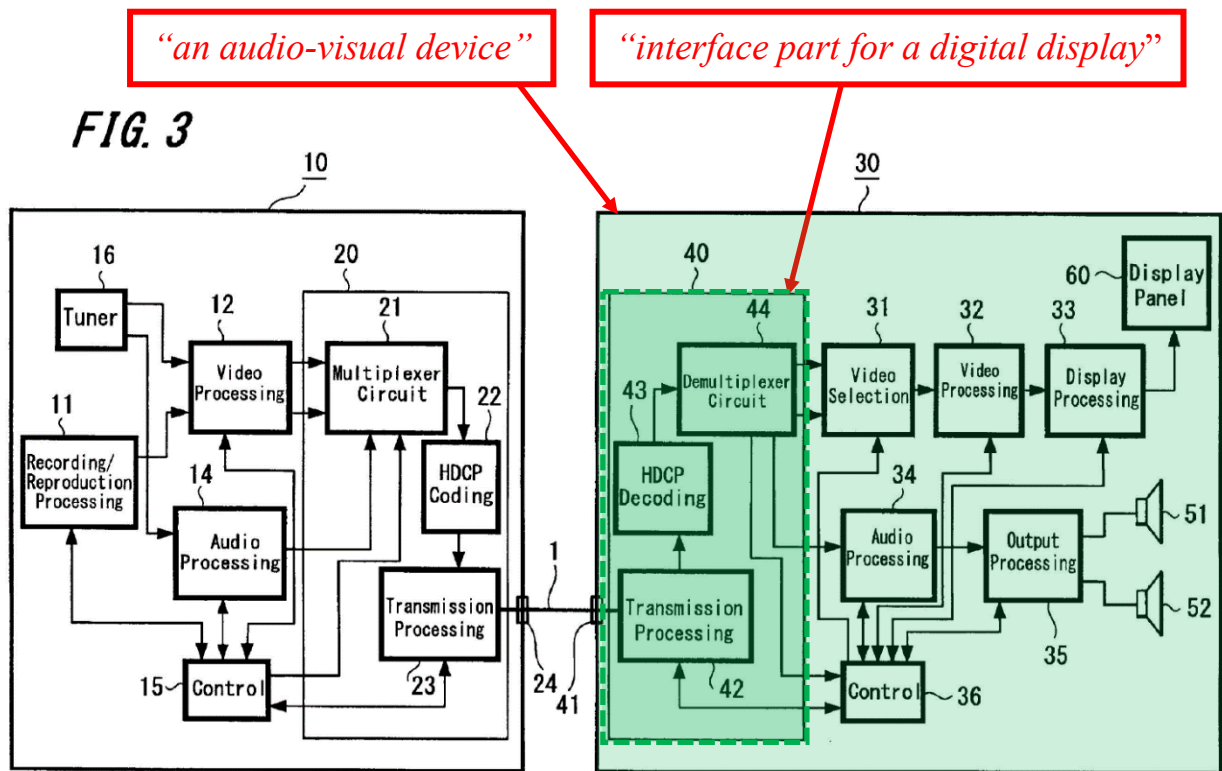 “an audio-visual device”
“interface part for a digital display”
FIG. 3
10
30
16
Tuner
12
Video
Processing
20
21
Multiplexer
Circuit
22
HDCP
Coding
11
Recording/
Reproduction
Processing
14
Audio
Processing
15
Control
Transmission
Processing
23
24
1
41
40
44
Demultiplexer
Circuit
43
HDCP
Decoding
Transmission
Processing
42
31
Video
Selection
32
Video
Processing
33
Display
Processing
60
Display
Panel
34
Audio
Processing
Output
Processing
35
51
52
Control
36